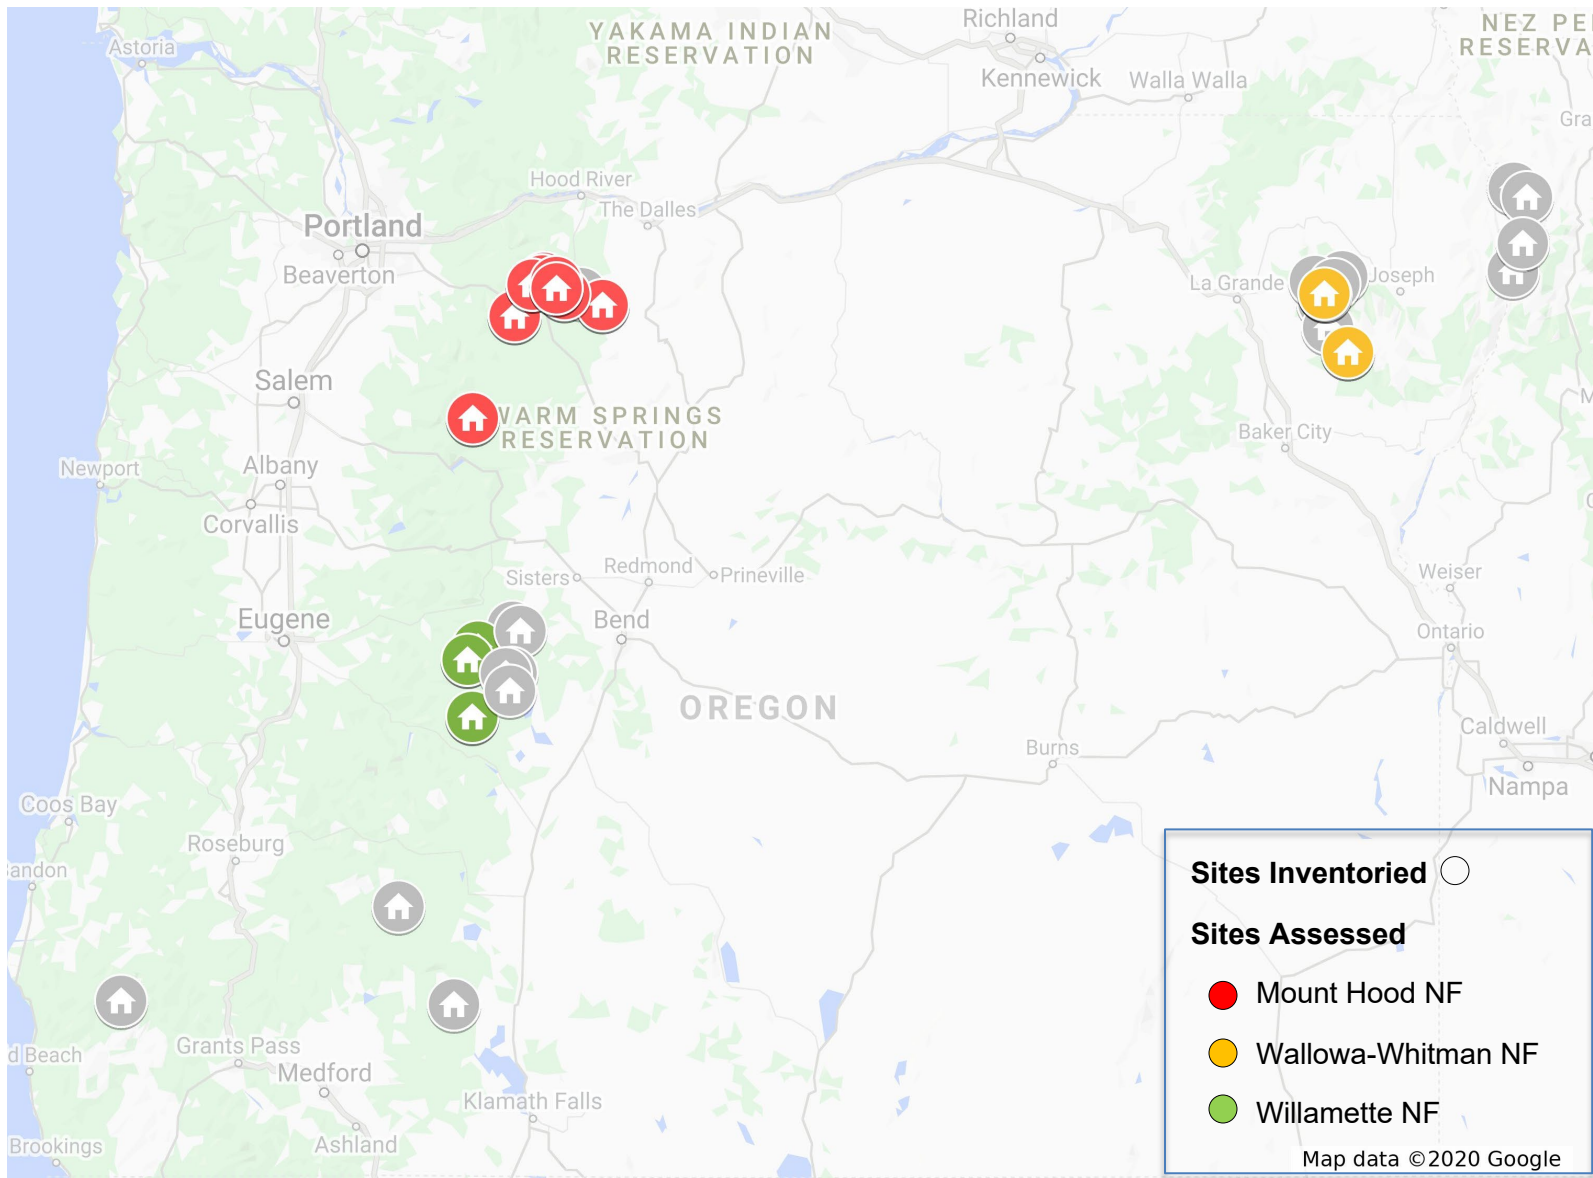 Richland
YAKAMA INDIAN
RESERVATION
NEZ PE
RESERVA
Astoria
Kennewick
Walla Walla
Gra
Hood River
The Dalles
Portland
Beaverton
La Grande
Joseph
Salem
WARM SPRINGS
RESERVATION
Baker City
Newport
Albany
Corvallis
Sisters
Redmond
Prineville
Weiser
Eugene
Bend
Ontario
OREGON
Caldwell
Burns
Nampa
Coos Bay
Roseburg
andon
Sites Inventoried
Sites Assessed
Mount Hood NF
Wallowa-Whitman NF
Willamette NF
d Beach
Grants Pass
Medford
Klamath Falls
Ashland
Brookings
Map data ©2020 Google